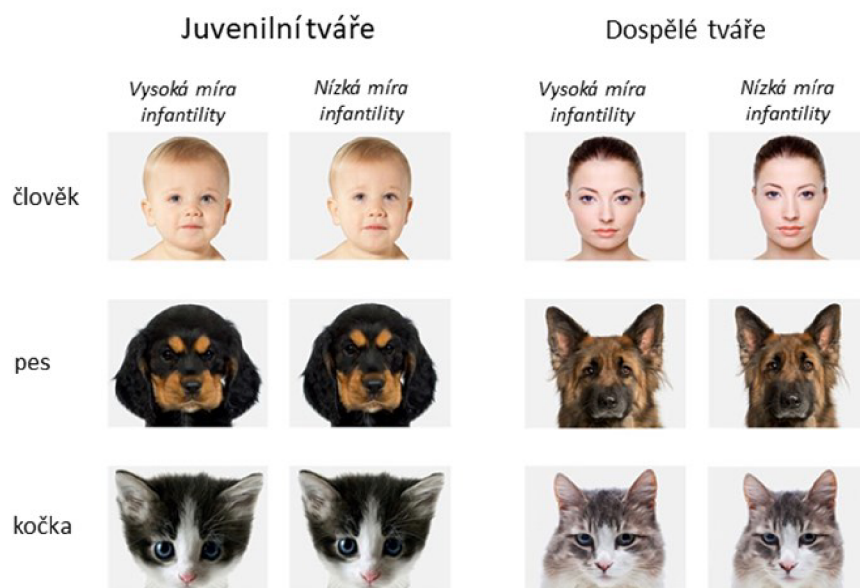 Juvenilní tváře
Dospělé tváře
Vysoká míra
infantility
Nízká míra
infantility
Vysoká míra
infantility
Nízká míra
infantility
člověk
pes
kočka